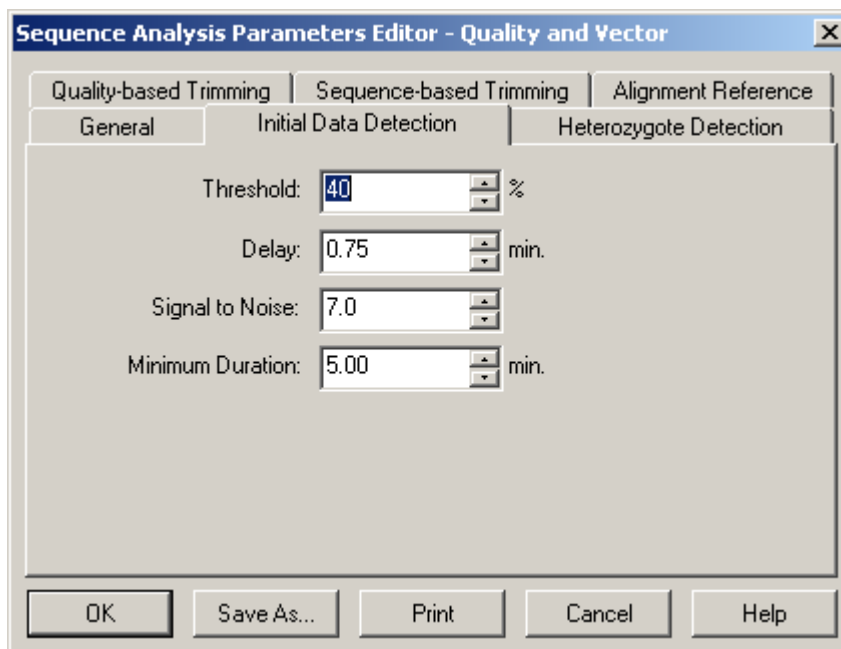 Sequence Analysis Parameters Editor - Quality and Vector
Quality-based Trimming Sequence-based Trimming Alignment Reference
General Initial Data Detection Heterozygote Detection
Threshold: 40 %
Delay: 0.75 min.
Signal to Noise: 7.0
Minimum Duration: 5.00 min.
OK Save As... Print Cancel Help